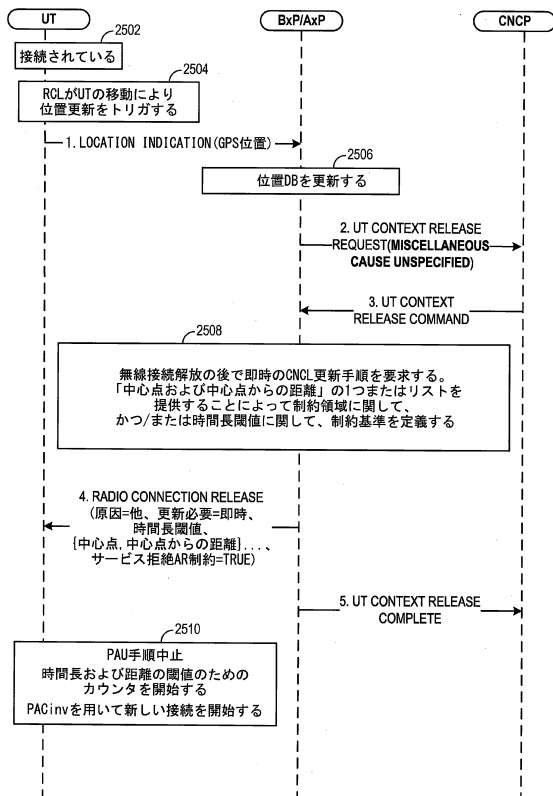 UT
BxP/AxP
CNCP
2502
接続されている
2504
RCLがUTの移動により
位置更新をトリガする
1. LOCATION INDICATION(GPS位置)
2506
位置DBを更新する
2. UT CONTEXT RELEASE
REQUEST(MISCELLANEOUS
CAUSE UNSPECIFIED)
3. UT CONTEXT
RELEASE COMMAND
2508
無線接続解放の後で即時のCNCL更新手順を要求する。
「中心点および中心点からの距離」の1つまたはリストを
提供することによって制約領域に関して、
かつ/または時間長閾値に関して、制約基準を定義する
4. RADIO CONNECTION RELEASE
(原因=他、更新必要=即時、
時間長閾値、
{中心点,中心点からの距離}...、
サービス拒絶AR制約=TRUE)
5. UT CONTEXT RELEASE
COMPLETE
2510
PAU手順中止
時間長および距離の閾値のための
カウンタを開始する
PACinvを用いて新しい接続を開始する